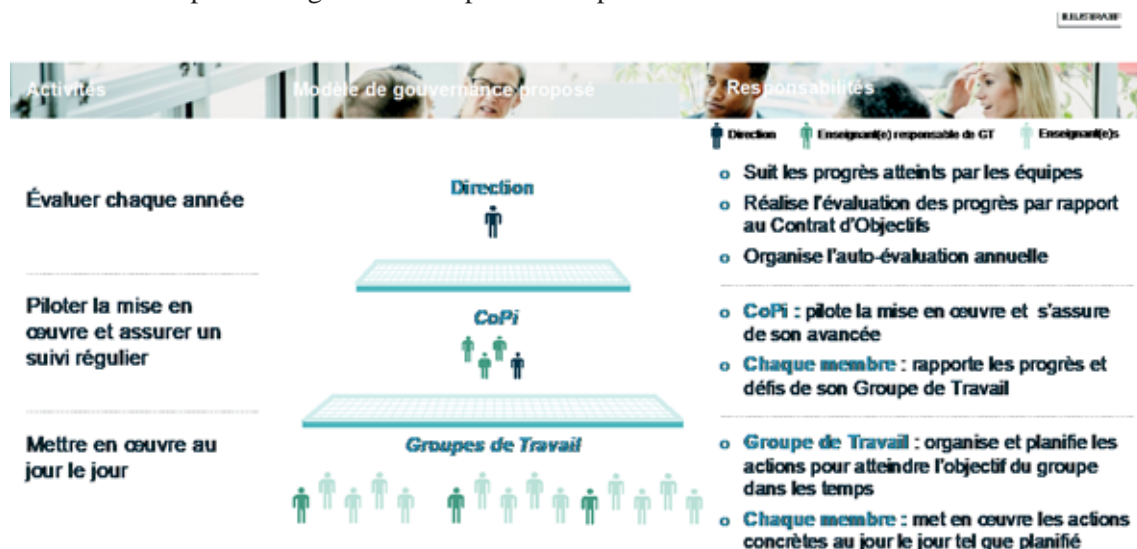 ILLUSTRATIF
Activités
Modèle de gouvernance proposé
Responsabilités
Direction
Enseignant(e) responsable de GT
Enseignant(e)s
Évaluer chaque année
Direction
o Suit les progrès atteints par les équipes
o Réalise l'évaluation des progrès par rapport
au Contrat d'Objectifs
o Organise l'auto-évaluation annuelle
Piloter la mise en
œuvre et assurer un
suivi régulier
CoPi
o CoPi : pilote la mise en œuvre et s'assure
de son avancée
o Chaque membre : rapporte les progrès et
défis de son Groupe de Travail
Mettre en œuvre au
jour le jour
Groupes de Travail
o Groupe de Travail : organise et planifie les
actions pour atteindre l'objectif du groupe
dans les temps
o Chaque membre : met en œuvre les actions
concrètes au jour le jour tel que planifié